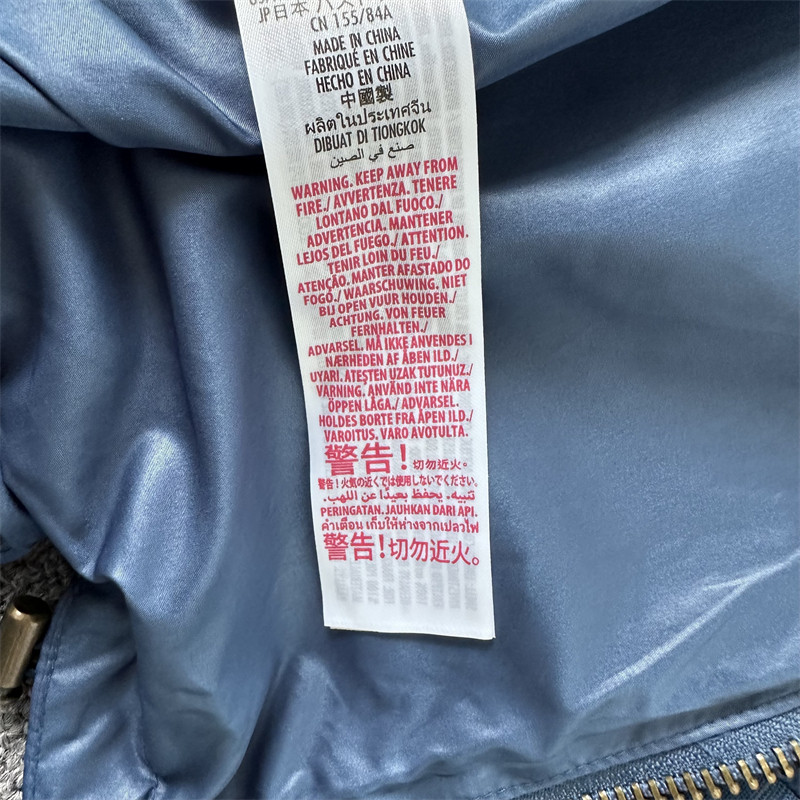 JP日本 バスト
CN 155/84A
MADE IN CHINA
FABRIQUÉ EN CHINE
HECHO EN CHINA
中國製
ผลิตในประเทศจีน
DIBUAT DI TIONGKOK
صنع في الصين
WARNING. KEEP AWAY FROM
FIRE./ AVVERTENZA. TENERE
LONTANO DAL FUOCO./
ADVERTENCIA. MANTENER
LEJOS DEL FUEGO./ ATTENTION.
TENIR LOIN DU FEU./
ATENÇÃO. MANTER AFASTADO DO
FOGO./ WAARSCHUWING. NIET
BIJ OPEN VUUR HOUDEN./
ACHTUNG. VON FEUER
FERNHALTEN./
ADVARSEL. MÅ IKKE ANVENDES I
NÆRHEDEN AF ÅBEN ILD./
UYARI. ATEŞTEN UZAK TUTUNUZ./
VARNING. ANVÄND INTE NÄRA
ÖPPEN LÅGA./ ADVARSEL.
HOLDES BORTE FRA ÅPEN ILD./
VAROITUS. VARO AVOTULTA.
警告！切勿近火。
警告！火気の近くでは使用しないでください。
تنبيه. يحفظ بعيدًا عن اللهب.
PERINGATAN. JAUHKAN DARI API.
คำเตือน เก็บให้ห่างจากเปลวไฟ
警告！切勿近火。